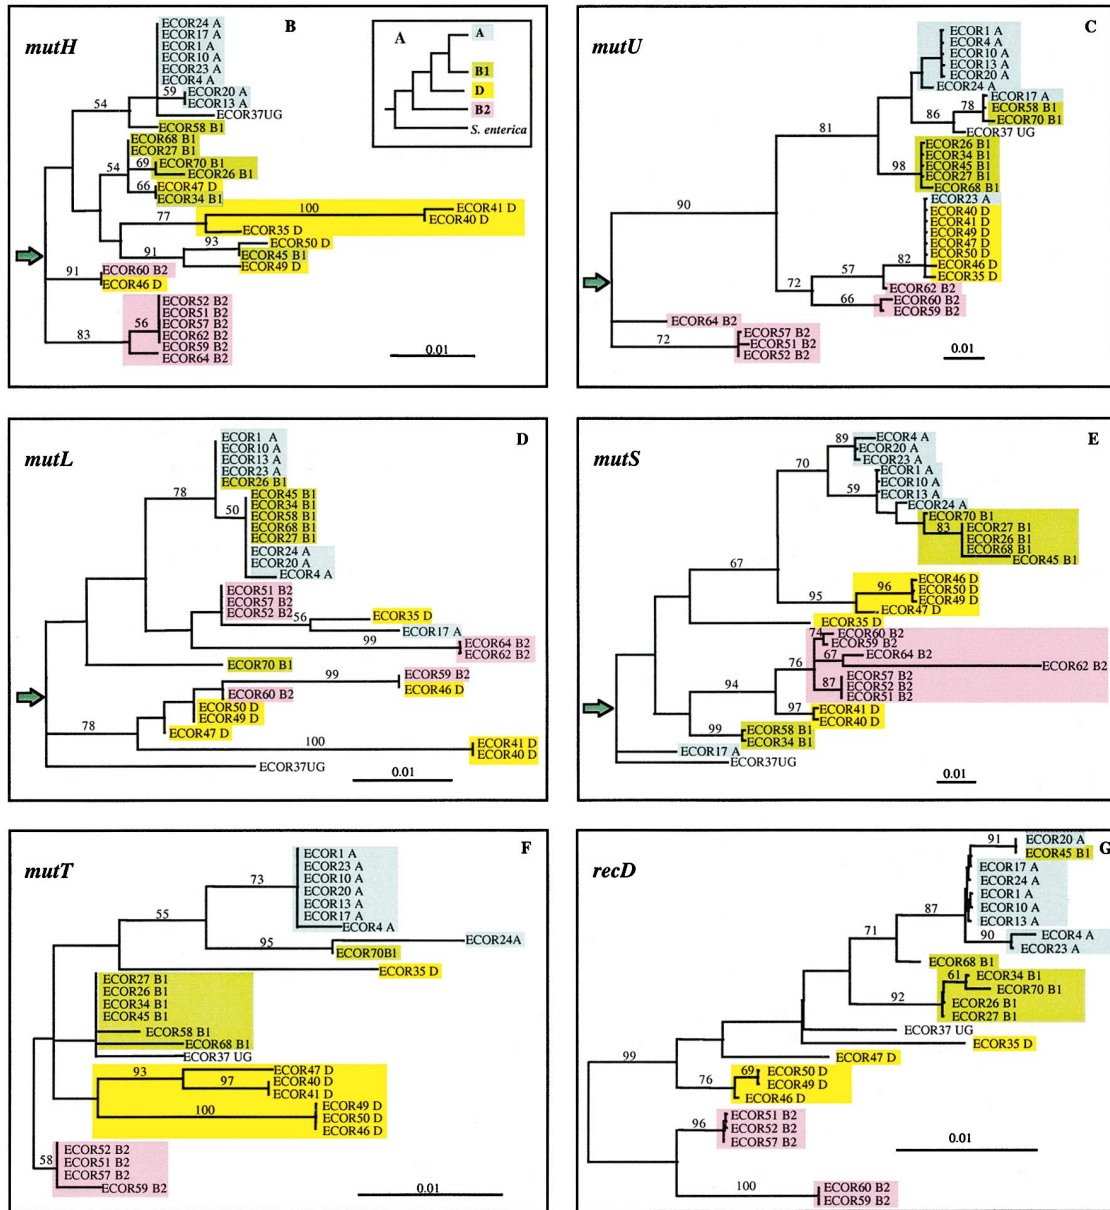 mutH
B
ECOR24 A
ECOR17 A
ECOR1 A
ECOR10 A
ECOR23 A
ECOR4 A
59
ECOR20 A
ECOR13 A
54
ECOR37UG
ECOR58 B1
ECOR68 B1
ECOR27 B1
54
69
ECOR70 B1
ECOR26 B1
66
ECOR47 D
ECOR34 B1
77
100
ECOR41 D
ECOR40 D
ECOR35 D
93
ECOR50 D
91
ECOR45 B1
ECOR49 D
91
ECOR60 B2
ECOR46 D
83
56
ECOR52 B2
ECOR51 B2
ECOR57 B2
ECOR62 B2
ECOR59 B2
ECOR64 B2
0.01
A
A
B1
D
B2
S. enterica
mutU
C
ECOR1 A
ECOR4 A
ECOR10 A
ECOR13 A
ECOR20 A
ECOR24 A
78
ECOR17 A
86
ECOR58 B1
ECOR70 B1
ECOR37 UG
81
98
ECOR26 B1
ECOR34 B1
ECOR45 B1
ECOR27 B1
ECOR68 B1
90
ECOR23 A
ECOR40 D
ECOR41 D
ECOR49 D
ECOR47 D
ECOR50 D
82
ECOR46 D
ECOR35 D
57
72
ECOR62 B2
66
ECOR60 B2
ECOR59 B2
ECOR64 B2
72
ECOR57 B2
ECOR51 B2
ECOR52 B2
0.01
mutL
D
ECOR1 A
ECOR10 A
ECOR13 A
ECOR23 A
ECOR26 B1
78
50
ECOR45 B1
ECOR34 B1
ECOR58 B1
ECOR68 B1
ECOR27 B1
ECOR24 A
ECOR20 A
ECOR4 A
ECOR51 B2
ECOR57 B2
ECOR52 B2
56
ECOR35 D
ECOR17 A
99
ECOR64 B2
ECOR62 B2
ECOR70 B1
99
ECOR59 B2
ECOR46 D
ECOR60 B2
ECOR50 D
ECOR49 D
78
ECOR47 D
100
ECOR41 D
ECOR40 D
ECOR37UG
0.01
mutS
E
89
ECOR4 A
ECOR20 A
ECOR23 A
70
59
ECOR1 A
ECOR10 A
ECOR13 A
ECOR24 A
ECOR70 B1
83
ECOR27 B1
ECOR26 B1
ECOR68 B1
ECOR45 B1
67
96
ECOR46 D
ECOR50 D
ECOR49 D
95
ECOR47 D
ECOR35 D
74
ECOR60 B2
ECOR59 B2
67
ECOR64 B2
76
ECOR62 B2
87
ECOR57 B2
ECOR52 B2
ECOR51 B2
94
97
ECOR41 D
ECOR40 D
99
ECOR58 B1
ECOR34 B1
ECOR17 A
ECOR37UG
0.01
mutT
F
ECOR1 A
ECOR23 A
ECOR10 A
ECOR20 A
ECOR13 A
ECOR17 A
73
ECOR4 A
55
95
ECOR24A
ECOR70B1
ECOR35 D
ECOR27 B1
ECOR26 B1
ECOR34 B1
ECOR45 B1
ECOR58 B1
ECOR68 B1
ECOR37 UG
93
ECOR47 D
97
ECOR40 D
ECOR41 D
100
ECOR49 D
ECOR50 D
ECOR46 D
58
ECOR52 B2
ECOR51 B2
ECOR57 B2
ECOR59 B2
0.01
recD
G
91
ECOR20 A
ECOR45 B1
ECOR17 A
ECOR24 A
ECOR1 A
ECOR10 A
ECOR13 A
87
90
ECOR4 A
ECOR23 A
71
ECOR68 B1
61
ECOR34 B1
ECOR70 B1
92
ECOR26 B1
ECOR27 B1
ECOR37 UG
ECOR35 D
ECOR47 D
99
69
ECOR50 D
ECOR49 D
76
ECOR46 D
96
ECOR51 B2
ECOR52 B2
ECOR57 B2
100
ECOR60 B2
ECOR59 B2
0.01